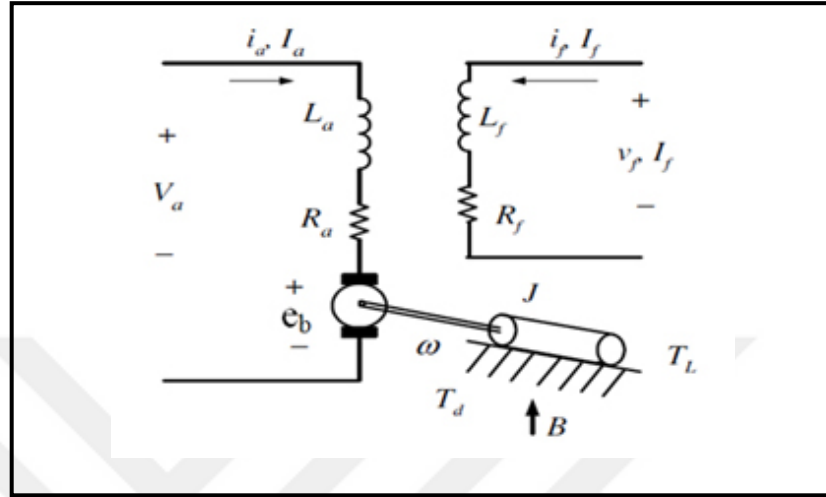 i_a, I_a
i_f, I_f
L_a
L_f
+
+
V_a
v_f, I_f
R_a
R_f
−
−
+
e_b
−
J
ω
T_L
T_d
B